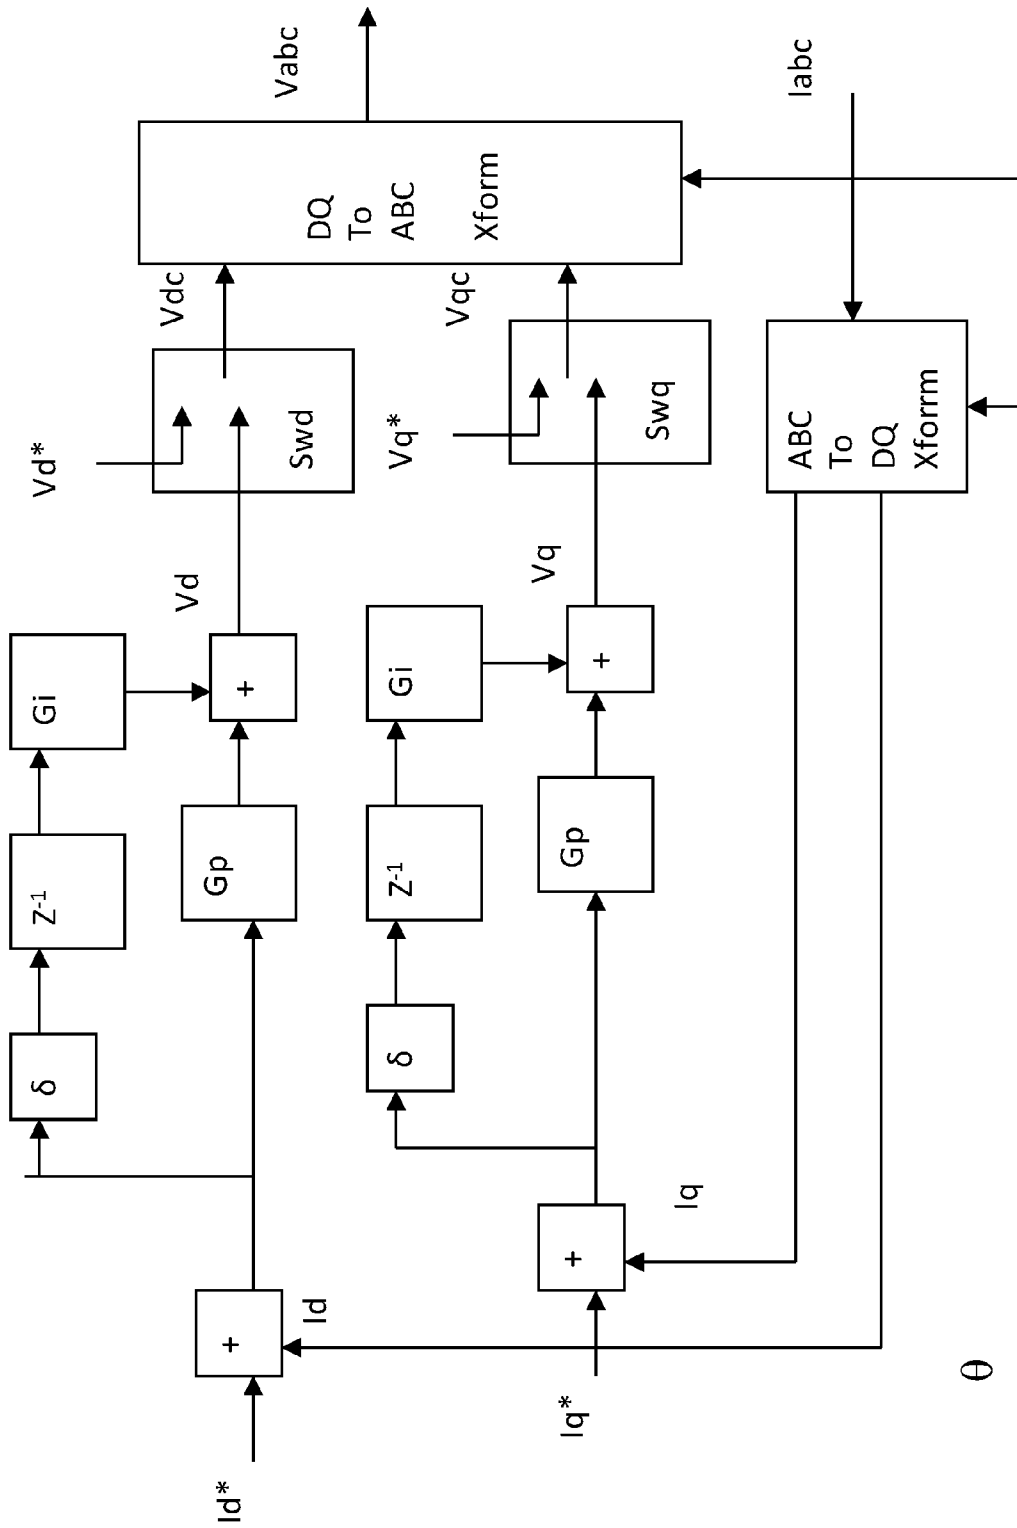 Id*
+
Id
δ
Z-1
Gi
Gp
+
Vd
Vd*
Swd
Vdc
Iq*
+
Iq
δ
Z-1
Gi
Gp
+
Vq
Vq*
Swq
Vqc
DQ
To
ABC
Xform
Vabc
ABC
To
DQ
Xforrm
Iabc
θ